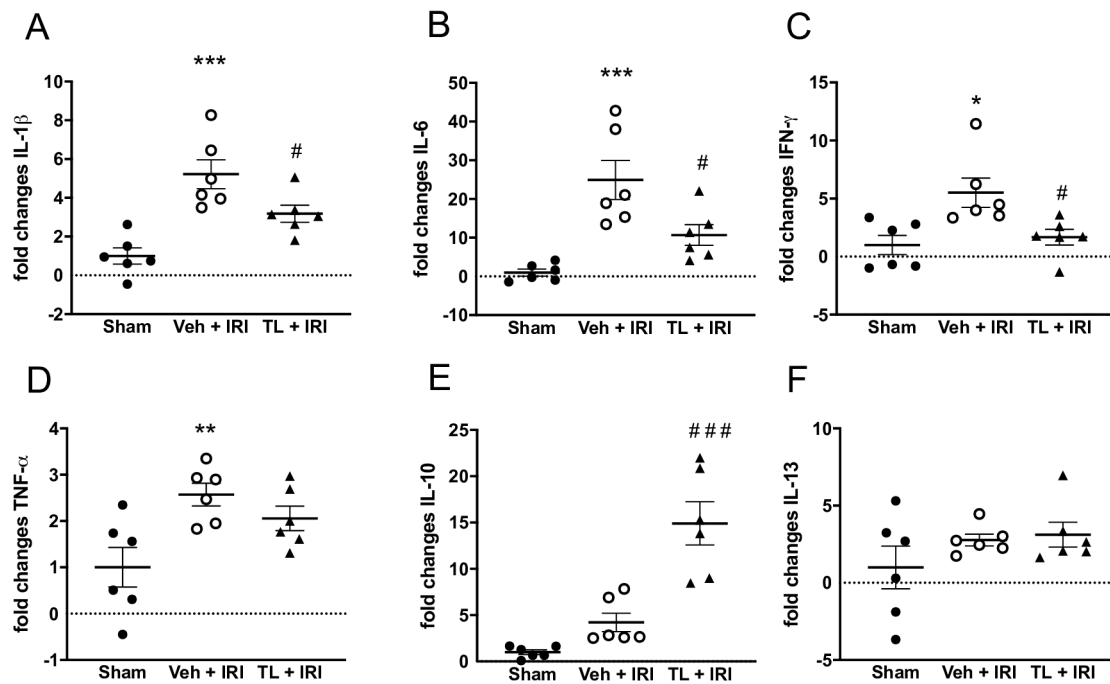 A
fold changes IL-1β
10
8
6
4
2
0
-2
***
#
Sham
Veh + IRI
TL + IRI
B
fold changes IL-6
50
40
30
20
10
0
-10
***
#
Sham
Veh + IRI
TL + IRI
C
fold changes IFN-γ
15
10
5
0
-5
*
#
Sham
Veh + IRI
TL + IRI
D
fold changes TNF-α
4
3
2
1
0
-1
**
Sham
Veh + IRI
TL + IRI
E
fold changes IL-10
25
20
15
10
5
0
###
Sham
Veh + IRI
TL + IRI
F
fold changes IL-13
10
5
0
-5
Sham
Veh + IRI
TL + IRI